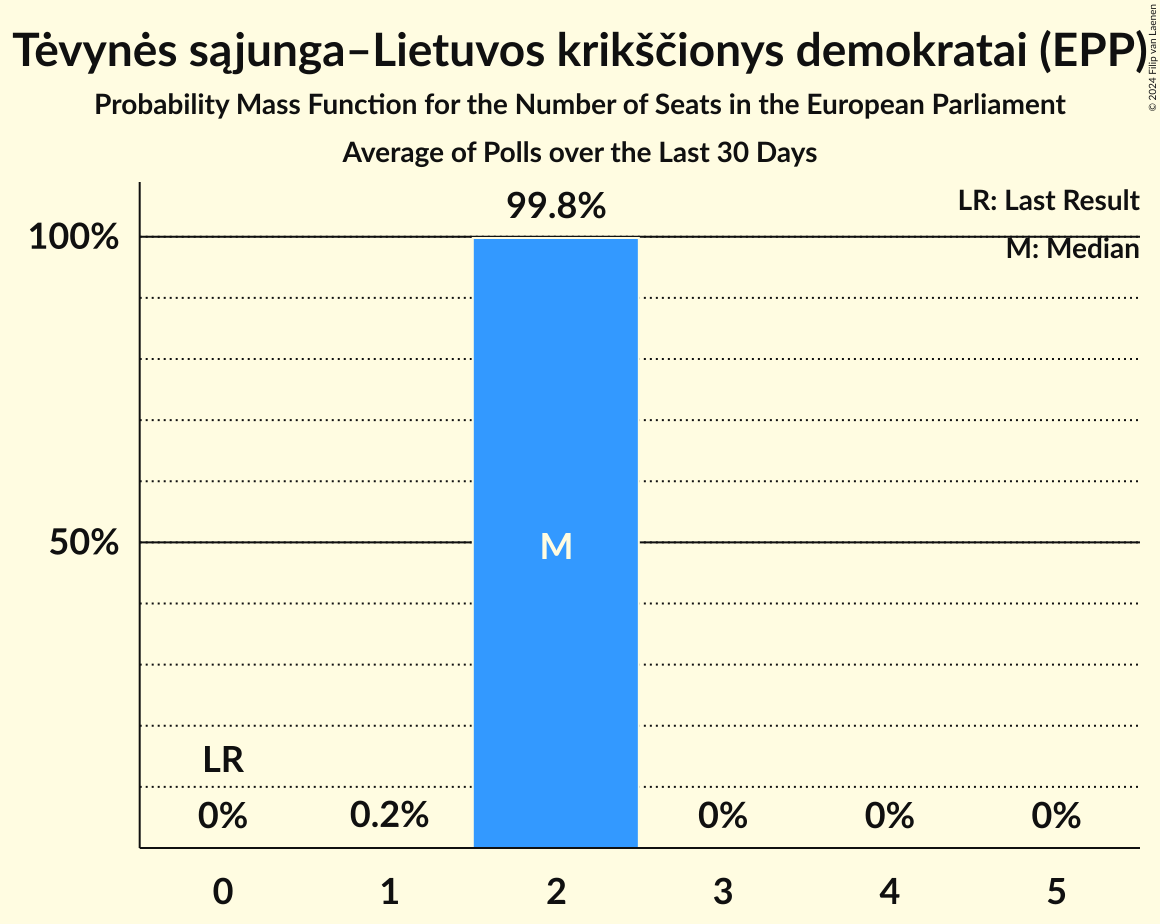 Tėvynės sąjunga–Lietuvos krikščionys demokratai (EPP)
© 2024 Filip van Laenen
Probability Mass Function for the Number of Seats in the European Parliament
Average of Polls over the Last 30 Days
99.8%
LR: Last Result
100%
M: Median
50%
M
LR
0%
0.2%
0%
0%
0%
0
1
2
3
4
5